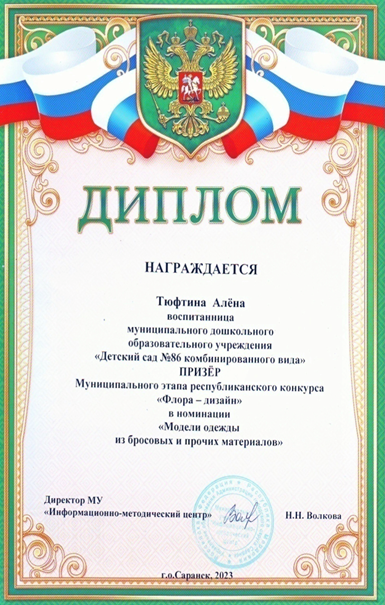 ДИПЛОМ
НАГРАЖДАЕТСЯ
Тюфтина Алёна
воспитанница
муниципального дошкольного
образовательного учреждения
«Детский сад №86 комбинированного вида»
ПРИЗЁР
Муниципального этапа республиканского конкурса
«Флора – дизайн»
в номинации
«Модели одежды
из бросовых и прочих материалов»
Директор МУ
«Информационно-методический центр»
Н.Н. Волкова
г.о.Саранск, 2023